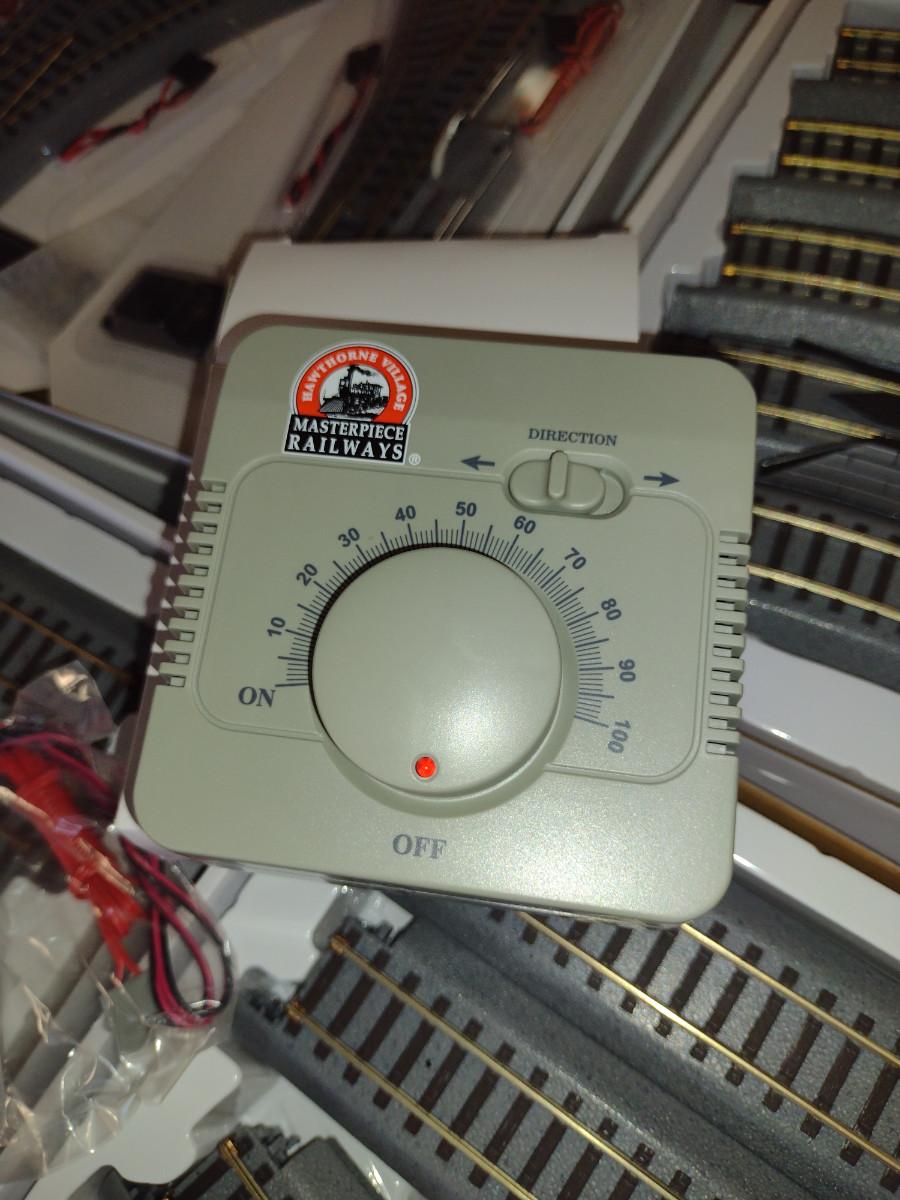 HAWTHORNE VILLAGE
MASTERPIECE
RAILWAYS®
DIRECTION
ON
10
20
30
40
50
60
70
80
90
100
OFF